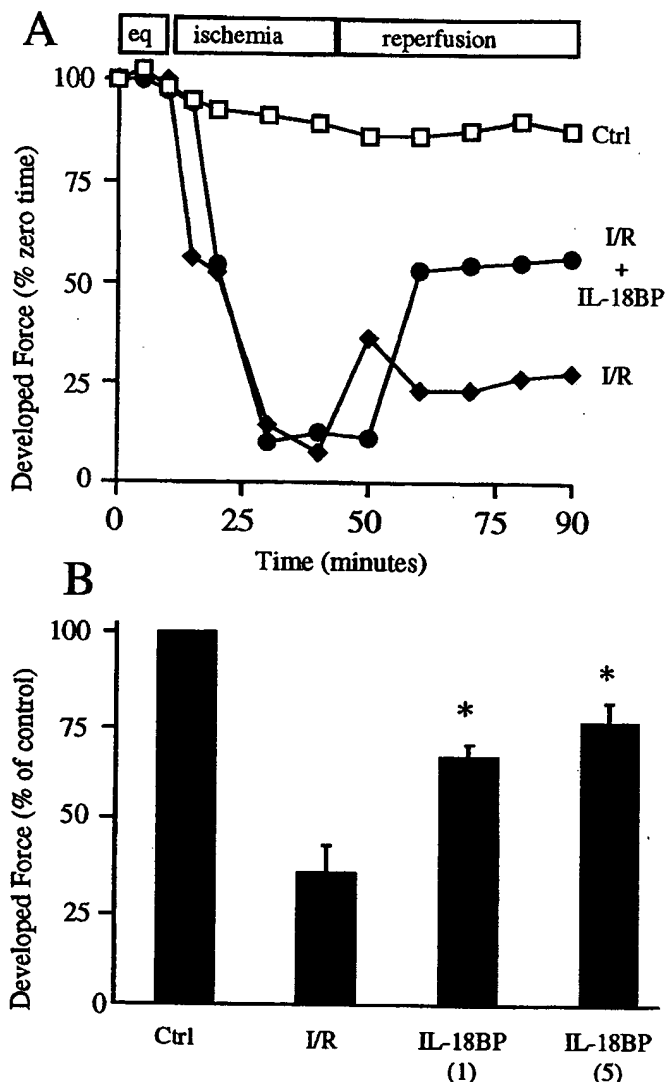 A
eq ischemia reperfusion
Developed Force (% zero time)
100
75
50
25
0
Ctrl
I/R
+
IL-18BP
I/R
0 25 50 75 90
Time (minutes)
B
Developed Force (% of control)
100
75
50
25
0
* *
Ctrl I/R IL-18BP IL-18BP
(1) (5)